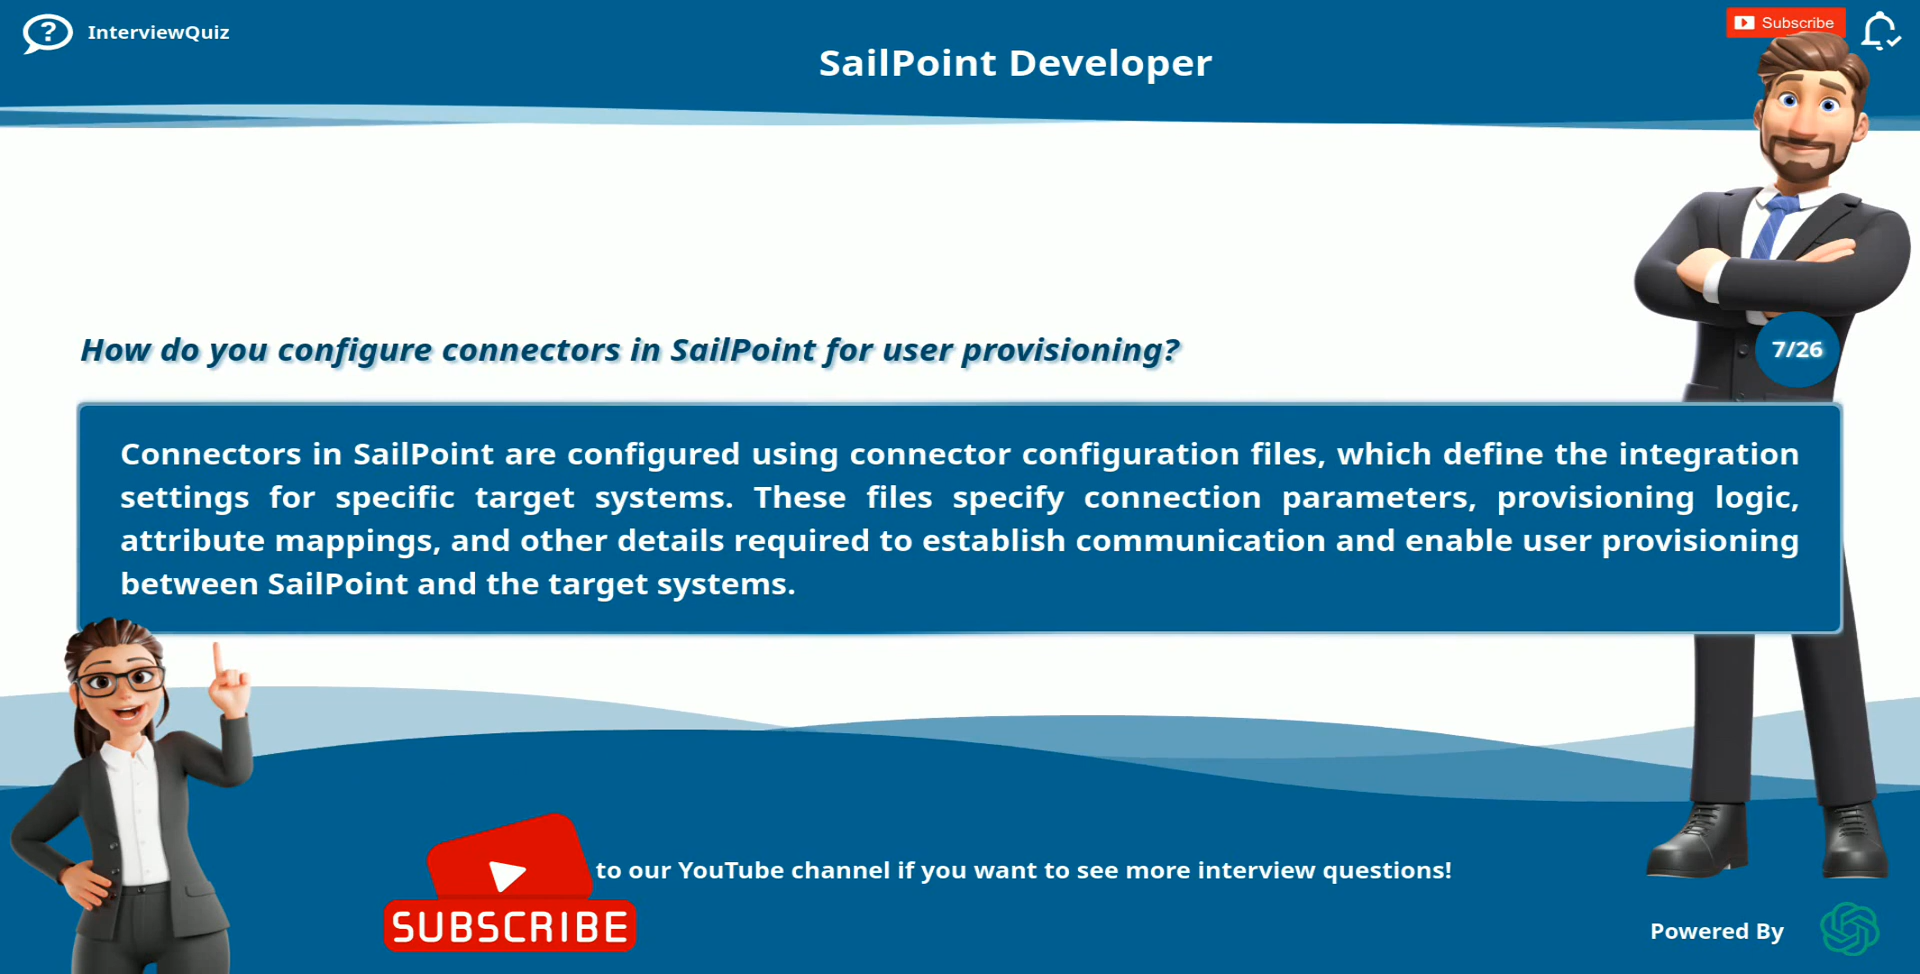 InterviewQuiz
Subscribe
SailPoint Developer
How do you configure connectors in SailPoint for user provisioning?
7/26
Connectors in SailPoint are configured using connector configuration files, which define the integration
settings for specific target systems. These files specify connection parameters, provisioning logic,
attribute mappings, and other details required to establish communication and enable user provisioning
between SailPoint and the target systems.
to our YouTube channel if you want to see more interview questions!
SUBSCRIBE
Powered By